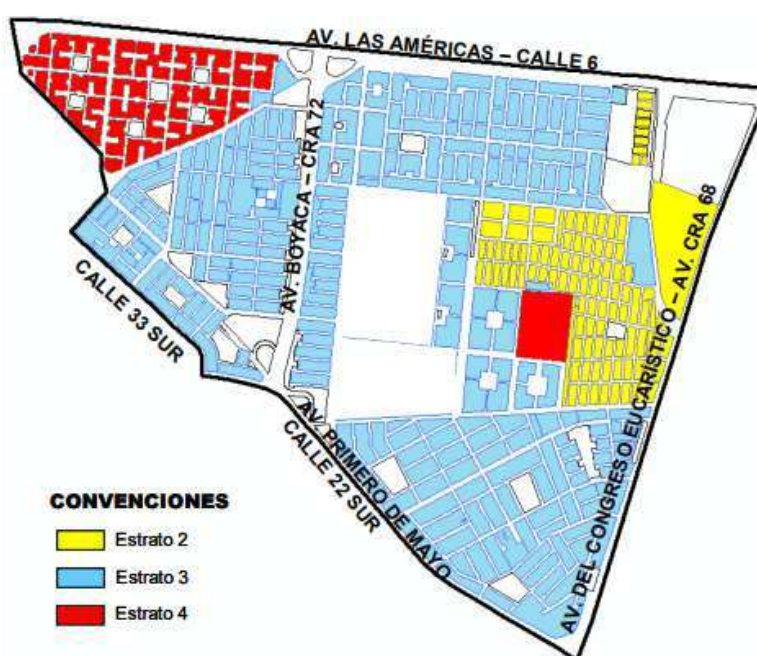 AV. LAS AMÉRICAS – CALLE 6
AV. BOYACA – CRA 72
AV. DEL CONGRESO EUCARÍSTICO – AV. CRA 68
CALLE 33 SUR
AV. PRIMERO DE MAYO
CALLE 22 SUR
CONVENCIONES
Estrato 2
Estrato 3
Estrato 4